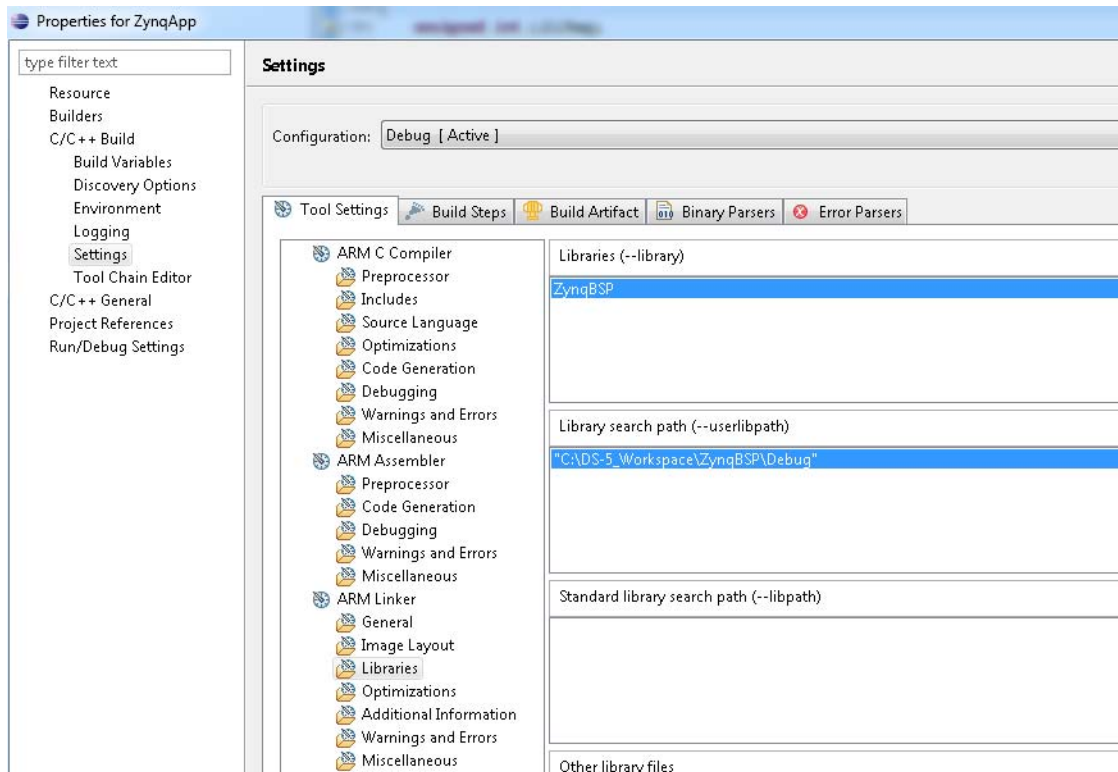 Properties for ZynqApp
type filter text
Resource
Builders
C/C++ Build
Build Variables
Discovery Options
Environment
Logging
Settings
Tool Chain Editor
C/C++ General
Project References
Run/Debug Settings
Settings
Configuration: Debug [ Active ]
Tool Settings Build Steps Build Artifact Binary Parsers Error Parsers
ARM C Compiler
Preprocessor
Includes
Source Language
Optimizations
Code Generation
Debugging
Warnings and Errors
Miscellaneous
ARM Assembler
Preprocessor
Code Generation
Debugging
Warnings and Errors
Miscellaneous
ARM Linker
General
Image Layout
Libraries
Optimizations
Additional Information
Warnings and Errors
Miscellaneous
Libraries (--library)
ZynqBSP
Library search path (--userlibpath)
"C:\DS-5_Workspace\ZynqBSP\Debug"
Standard library search path (--libpath)
Other library files